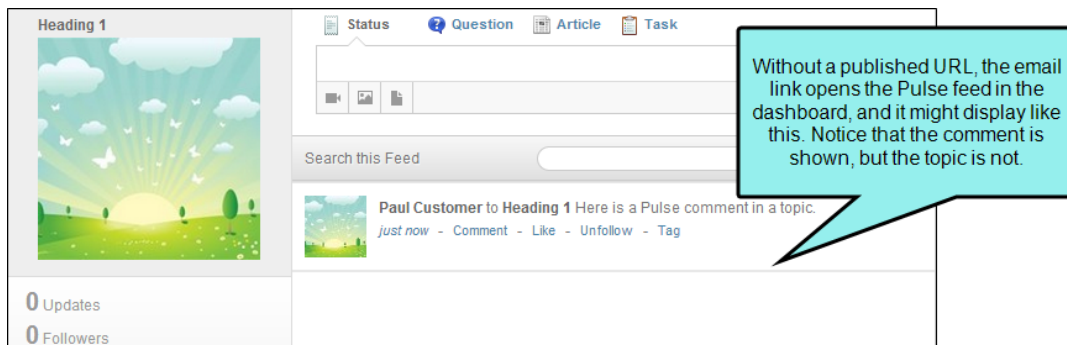 Heading 1
Status Question Article Task
Without a published URL, the email
link opens the Pulse feed in the
dashboard, and it might display like
this. Notice that the comment is
shown, but the topic is not.
Search this Feed
Paul Customer to Heading 1 Here is a Pulse comment in a topic.
just now - Comment - Like - Unfollow - Tag
0 Updates
0 Followers